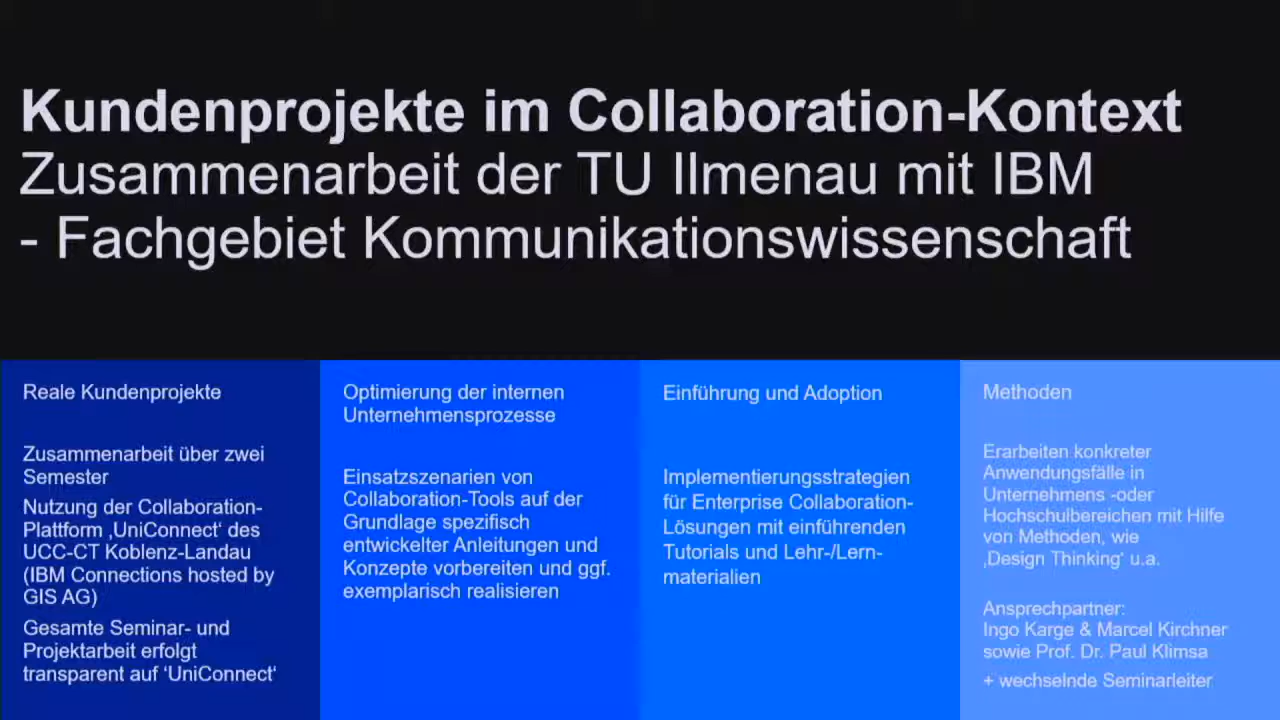 Kundenprojekte im Collaboration-Kontext
Zusammenarbeit der TU Ilmenau mit IBM
- Fachgebiet Kommunikationswissenschaft
Reale Kundenprojekte
Zusammenarbeit über zwei
Semester
Nutzung der Collaboration-
Plattform ‚UniConnect‘ des
UCC-CT Koblenz-Landau
(IBM Connections hosted by
GIS AG)
Gesamte Seminar- und
Projektarbeit erfolgt
transparent auf ‘UniConnect‘
Optimierung der internen
Unternehmensprozesse
Einsatzszenarien von
Collaboration-Tools auf der
Grundlage spezifisch
entwickelter Anleitungen und
Konzepte vorbereiten und ggf.
exemplarisch realisieren
Einführung und Adoption
Implementierungsstrategien
für Enterprise Collaboration-
Lösungen mit einführenden
Tutorials und Lehr-/Lern-
materialien
Methoden
Erarbeiten konkreter
Anwendungsfälle in
Unternehmens -oder
Hochschulbereichen mit Hilfe
von Methoden, wie
‚Design Thinking‘ u.a.
Ansprechpartner:
Ingo Karge & Marcel Kirchner
sowie Prof. Dr. Paul Klimsa
+ wechselnde Seminarleiter